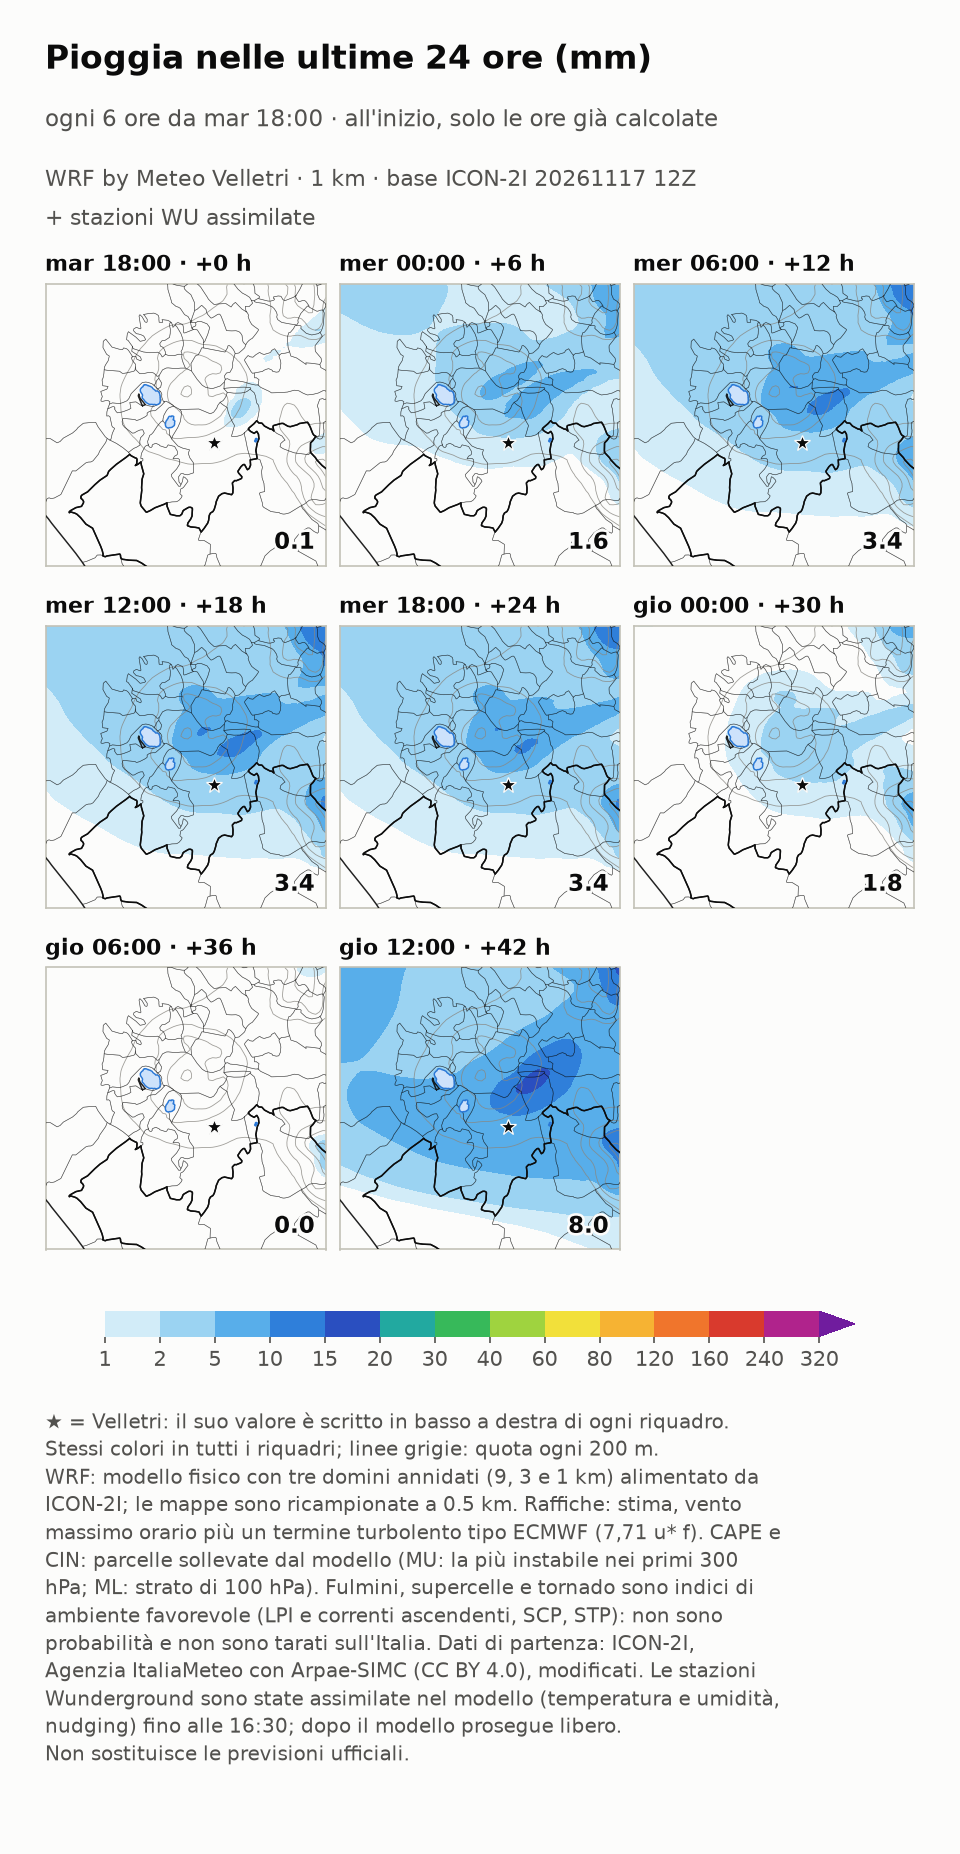 Pioggia nelle ultime 24 ore (mm)
ogni 6 ore da mar 18:00 · all'inizio, solo le ore già calcolate
WRF by Meteo Velletri · 1 km · base ICON-2I 20261117 12Z
+ stazioni WU assimilate
mar 18:00 · +0 h
mer 00:00 · +6 h
mer 06:00 · +12 h
0.1
1.6
3.4
mer 12:00 · +18 h
mer 18:00 · +24 h
gio 00:00 · +30 h
3.4
3.4
1.8
gio 06:00 · +36 h
gio 12:00 · +42 h
0.0
8.0
1 2 5 10 15 20 30 40 60 80 120 160 240 320
★ = Velletri: il suo valore è scritto in basso a destra di ogni riquadro.
Stessi colori in tutti i riquadri; linee grigie: quota ogni 200 m.
WRF: modello fisico con tre domini annidati (9, 3 e 1 km) alimentato da
ICON-2I; le mappe sono ricampionate a 0.5 km. Raffiche: stima, vento
massimo orario più un termine turbolento tipo ECMWF (7,71 u* f). CAPE e
CIN: parcelle sollevate dal modello (MU: la più instabile nei primi 300
hPa; ML: strato di 100 hPa). Fulmini, supercelle e tornado sono indici di
ambiente favorevole (LPI e correnti ascendenti, SCP, STP): non sono
probabilità e non sono tarati sull'Italia. Dati di partenza: ICON-2I,
Agenzia ItaliaMeteo con Arpae-SIMC (CC BY 4.0), modificati. Le stazioni
Wunderground sono state assimilate nel modello (temperatura e umidità,
nudging) fino alle 16:30; dopo il modello prosegue libero.
Non sostituisce le previsioni ufficiali.